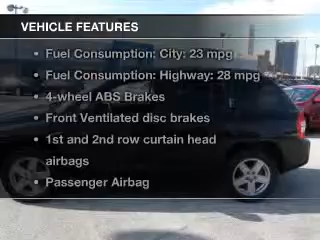 VEHICLE FEATURES
• Fuel Consumption: City: 23 mpg
• Fuel Consumption: Highway: 28 mpg
• 4-wheel ABS Brakes
• Front Ventilated disc brakes
• 1st and 2nd row curtain head
airbags
• Passenger Airbag